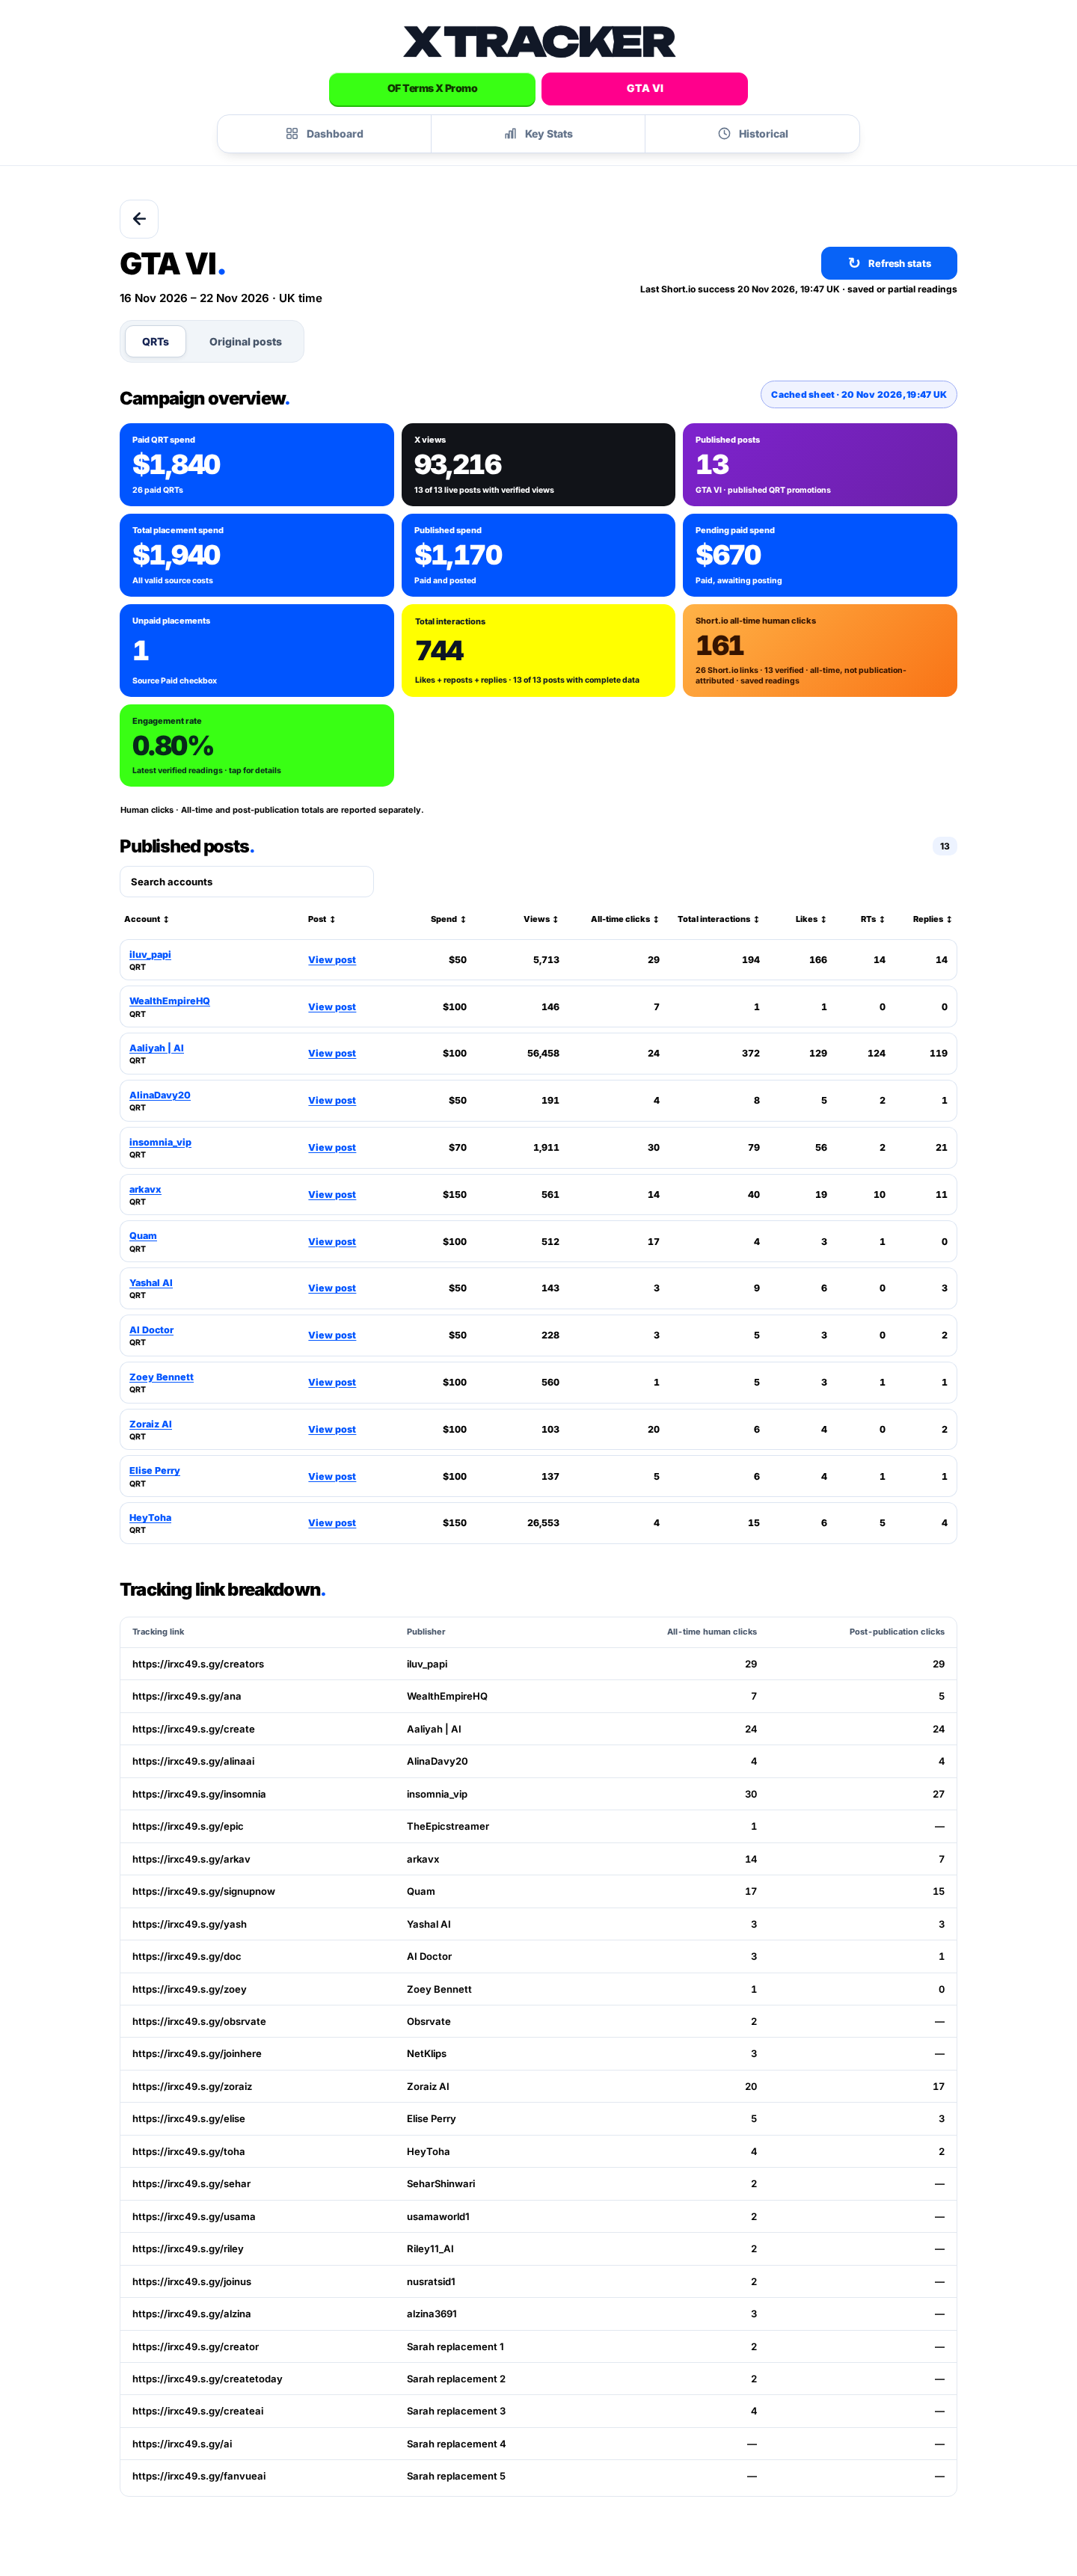 XTRACKER
OF Terms X Promo
GTA VI
Dashboard
Key Stats
Historical
GTA VI.
Refresh stats
16 Nov 2026 – 22 Nov 2026 · UK time
Last Short.io success 20 Nov 2026, 19:47 UK · saved or partial readings
QRTs
Original posts
Campaign overview.
Cached sheet · 20 Nov 2026, 19:47 UK
Paid QRT spend
$1,840
26 paid QRTs
X views
93,216
13 of 13 live posts with verified views
Published posts
13
GTA VI · published QRT promotions
Total placement spend
$1,940
All valid source costs
Published spend
$1,170
Paid and posted
Pending paid spend
$670
Paid, awaiting posting
Unpaid placements
1
Source Paid checkbox
Total interactions
744
Likes + reposts + replies · 13 of 13 posts with complete data
Short.io all-time human clicks
161
26 Short.io links · 13 verified · all-time, not publication-
attributed · saved readings
Engagement rate
0.80%
Latest verified readings · tap for details
Human clicks · All-time and post-publication totals are reported separately.
Published posts.
13
Search accounts
Account ↕ Post ↕ Spend ↕ Views ↕ All-time clicks ↕ Total interactions ↕ Likes ↕ RTs ↕ Replies ↕
iluv_papi
QRT
View post $50 5,713 29 194 166 14 14
WealthEmpireHQ
QRT
View post $100 146 7 1 1 0 0
Aaliyah | AI
QRT
View post $100 56,458 24 372 129 124 119
AlinaDavy20
QRT
View post $50 191 4 8 5 2 1
insomnia_vip
QRT
View post $70 1,911 30 79 56 2 21
arkavx
QRT
View post $150 561 14 40 19 10 11
Quam
QRT
View post $100 512 17 4 3 1 0
Yashal AI
QRT
View post $50 143 3 9 6 0 3
AI Doctor
QRT
View post $50 228 3 5 3 0 2
Zoey Bennett
QRT
View post $100 560 1 5 3 1 1
Zoraiz AI
QRT
View post $100 103 20 6 4 0 2
Elise Perry
QRT
View post $100 137 5 6 4 1 1
HeyToha
QRT
View post $150 26,553 4 15 6 5 4
Tracking link breakdown.
Tracking link Publisher All-time human clicks Post-publication clicks
https://irxc49.s.gy/creators iluv_papi 29 29
https://irxc49.s.gy/ana WealthEmpireHQ 7 5
https://irxc49.s.gy/create Aaliyah | AI 24 24
https://irxc49.s.gy/alinaai AlinaDavy20 4 4
https://irxc49.s.gy/insomnia insomnia_vip 30 27
https://irxc49.s.gy/epic TheEpicstreamer 1 —
https://irxc49.s.gy/arkav arkavx 14 7
https://irxc49.s.gy/signupnow Quam 17 15
https://irxc49.s.gy/yash Yashal AI 3 3
https://irxc49.s.gy/doc AI Doctor 3 1
https://irxc49.s.gy/zoey Zoey Bennett 1 0
https://irxc49.s.gy/obsrvate Obsrvate 2 —
https://irxc49.s.gy/joinhere NetKlips 3 —
https://irxc49.s.gy/zoraiz Zoraiz AI 20 17
https://irxc49.s.gy/elise Elise Perry 5 3
https://irxc49.s.gy/toha HeyToha 4 2
https://irxc49.s.gy/sehar SeharShinwari 2 —
https://irxc49.s.gy/usama usamaworld1 2 —
https://irxc49.s.gy/riley Riley11_AI 2 —
https://irxc49.s.gy/joinus nusratsid1 2 —
https://irxc49.s.gy/alzina alzina3691 3 —
https://irxc49.s.gy/creator Sarah replacement 1 2 —
https://irxc49.s.gy/createtoday Sarah replacement 2 2 —
https://irxc49.s.gy/createai Sarah replacement 3 4 —
https://irxc49.s.gy/ai Sarah replacement 4 — —
https://irxc49.s.gy/fanvueai Sarah replacement 5 — —